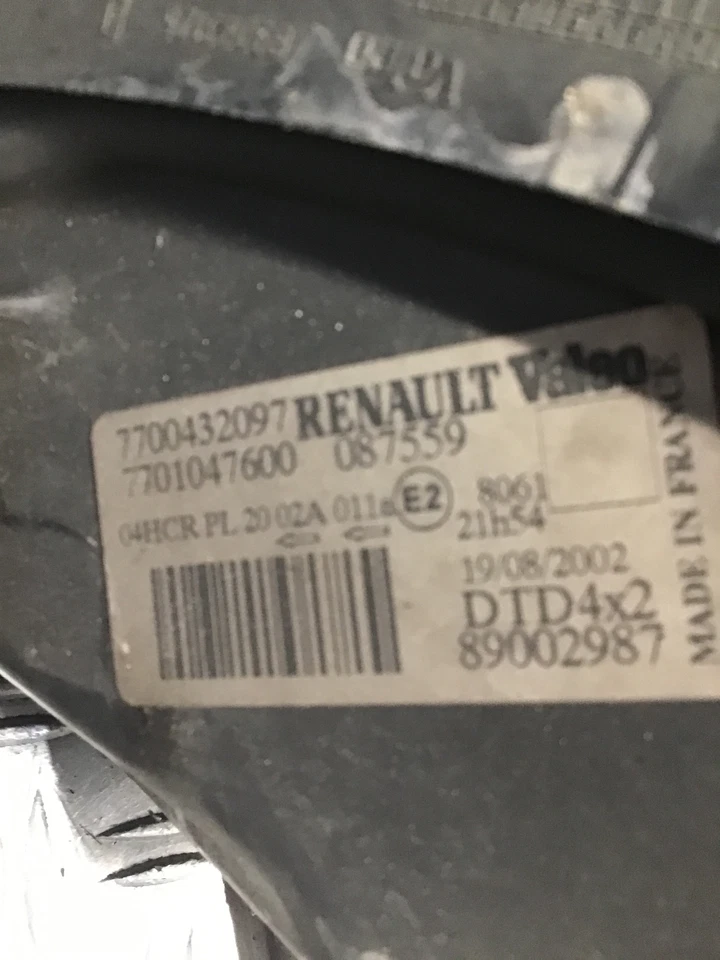 7700432097 RENAULT Valeo
7701047600 087559
04HCR PL 20 02A 011a E2 8061
21h54
19/08/2002
DTD4x2
89002987
MADE IN FRANCE